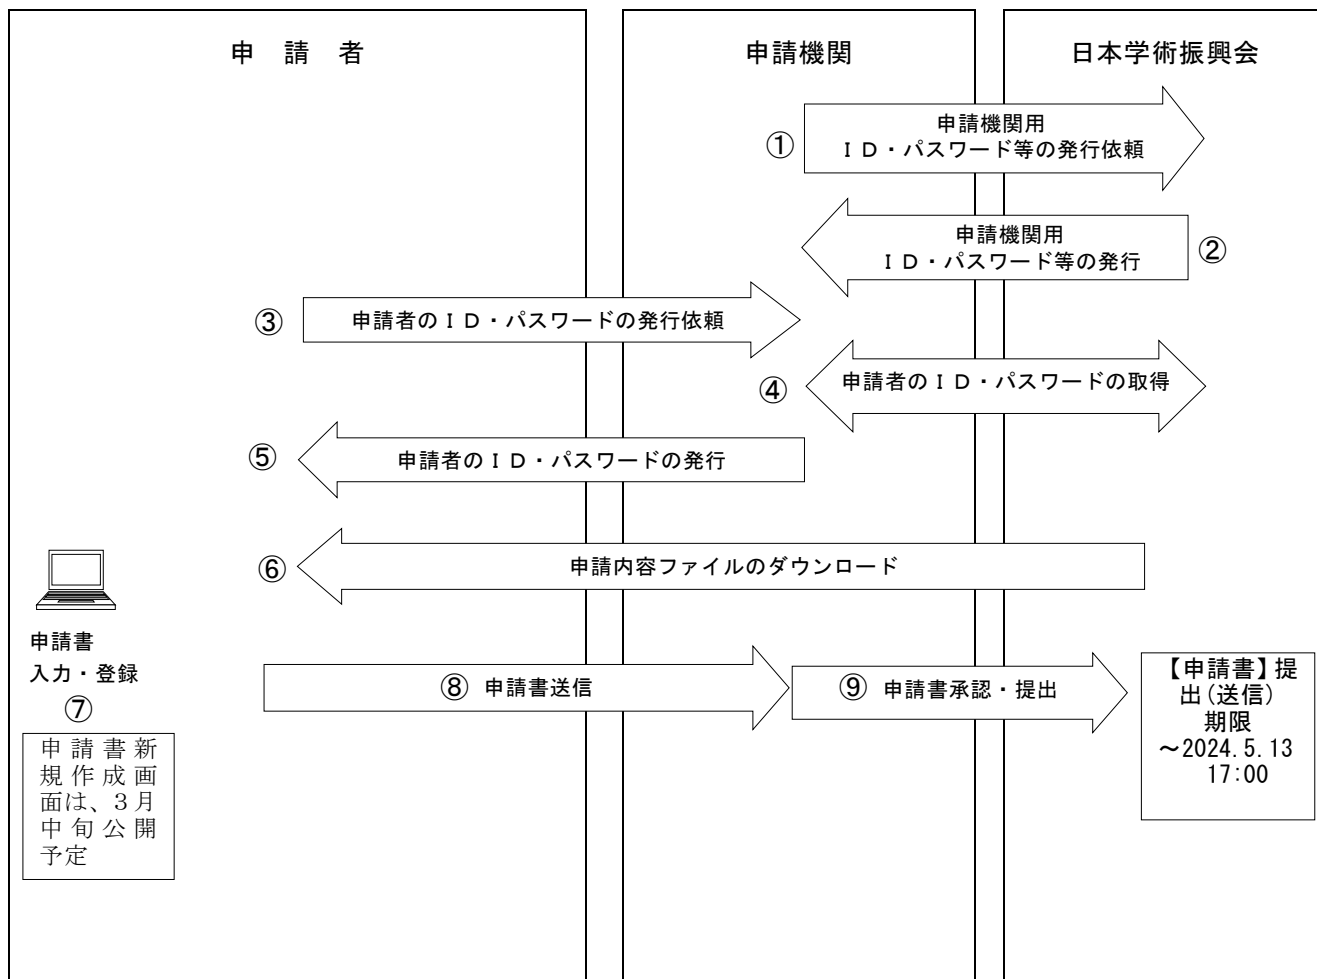 申　請　者
申請機関
日本学術振興会
①
申請機関用
ＩＤ・パスワード等の発行依頼
申請機関用
ＩＤ・パスワード等の発行
②
③
申請者のＩＤ・パスワードの発行依頼
④
申請者のＩＤ・パスワードの取得
⑤
申請者のＩＤ・パスワードの発行
⑥
申請内容ファイルのダウンロード
申請書
入力・登録
⑦
申請書新
規作成画
面は、３月
中旬公開
予定
⑧ 申請書送信
⑨ 申請書承認・提出
【申請書】提
出(送信)
期限
～2024.5.13
17:00